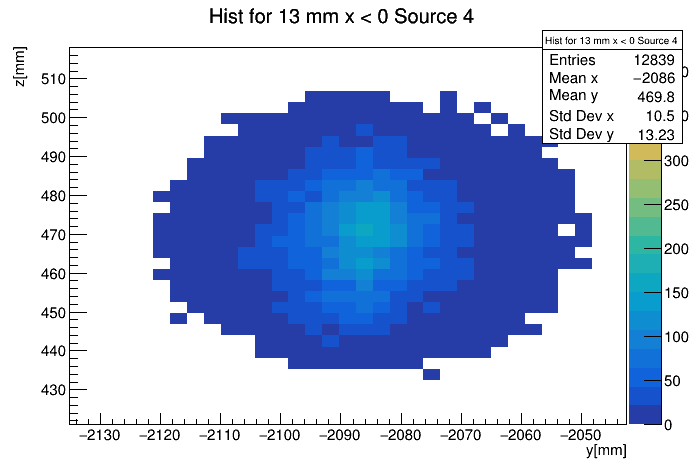 Hist for 13 mm x < 0 Source 4
z[mm]
Hist for 13 mm x < 0 Source 4
Entries 12839
Mean x −2086
Mean y 469.8
Std Dev x 10.5
Std Dev y 13.23
510
500
490
480
470
460
450
440
430
0
0
300
250
200
150
100
50
0
−2130 −2120 −2110 −2100 −2090 −2080 −2070 −2060 −2050
y[mm]